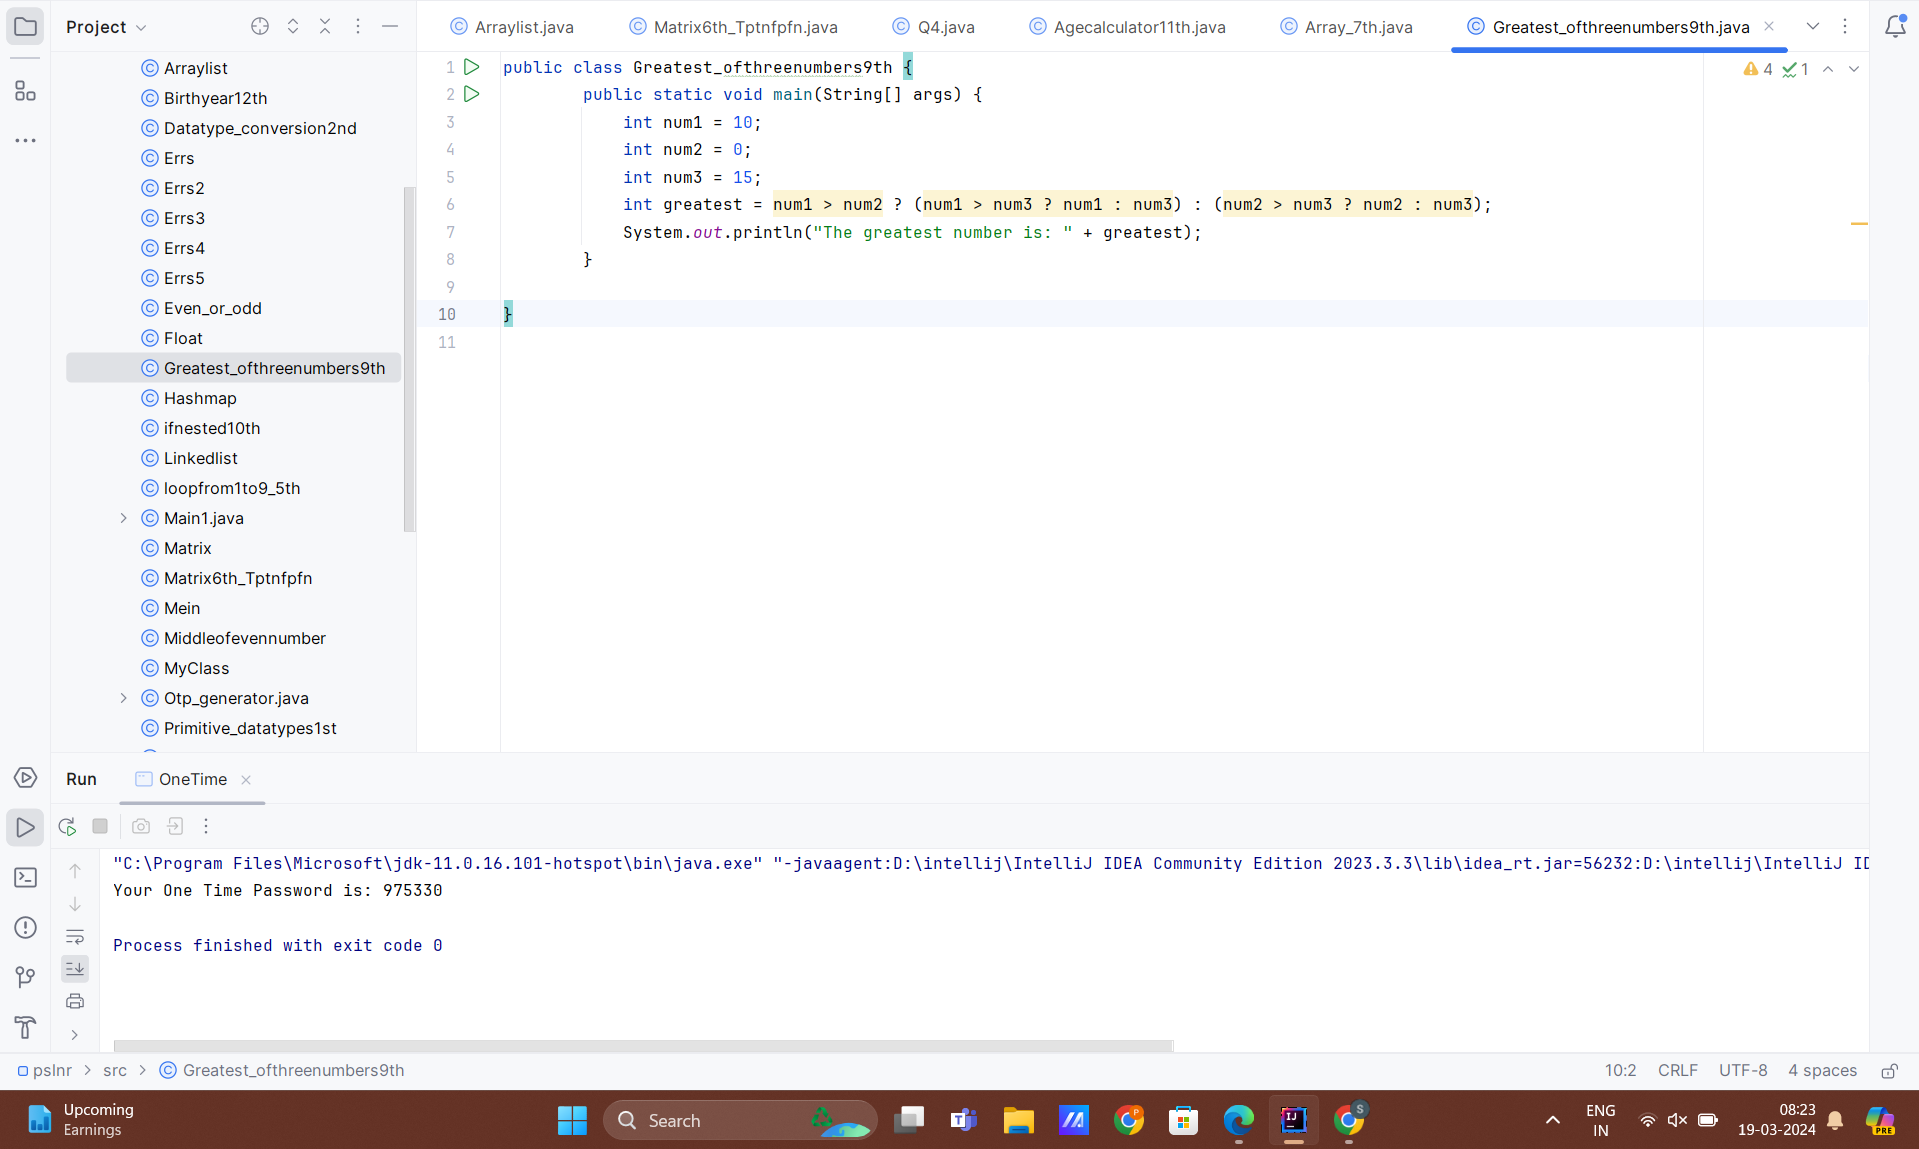 Project
Arraylist
Birthyear12th
Datatype_conversion2nd
Errs
Errs2
Errs3
Errs4
Errs5
Even_or_odd
Float
Greatest_ofthreenumbers9th
Hashmap
ifnested10th
Linkedlist
loopfrom1to9_5th
Main1.java
Matrix
Matrix6th_Tptnfpfn
Mein
Middleofevennumber
MyClass
Otp_generator.java
Primitive_datatypes1st
Arraylist.java Matrix6th_Tptnfpfn.java Q4.java Agecalculator11th.java Array_7th.java Greatest_ofthreenumbers9th.java
4 1
1 public class Greatest_ofthreenumbers9th {
2 public static void main(String[] args) {
3 int num1 = 10;
4 int num2 = 0;
5 int num3 = 15;
6 int greatest = num1 > num2 ? (num1 > num3 ? num1 : num3) : (num2 > num3 ? num2 : num3);
7 System.out.println("The greatest number is: " + greatest);
8 }
9
10 }
11
Run OneTime
"C:\Program Files\Microsoft\jdk-11.0.16.101-hotspot\bin\java.exe" "-javaagent:D:\intellij\IntelliJ IDEA Community Edition 2023.3.3\lib\idea_rt.jar=56232:D:\intellij\IntelliJ ID
Your One Time Password is: 975330
Process finished with exit code 0
pslnr > src > Greatest_ofthreenumbers9th 10:2 CRLF UTF-8 4 spaces
Upcoming
Earnings
Search
ENG
IN
08:23
19-03-2024
PRE